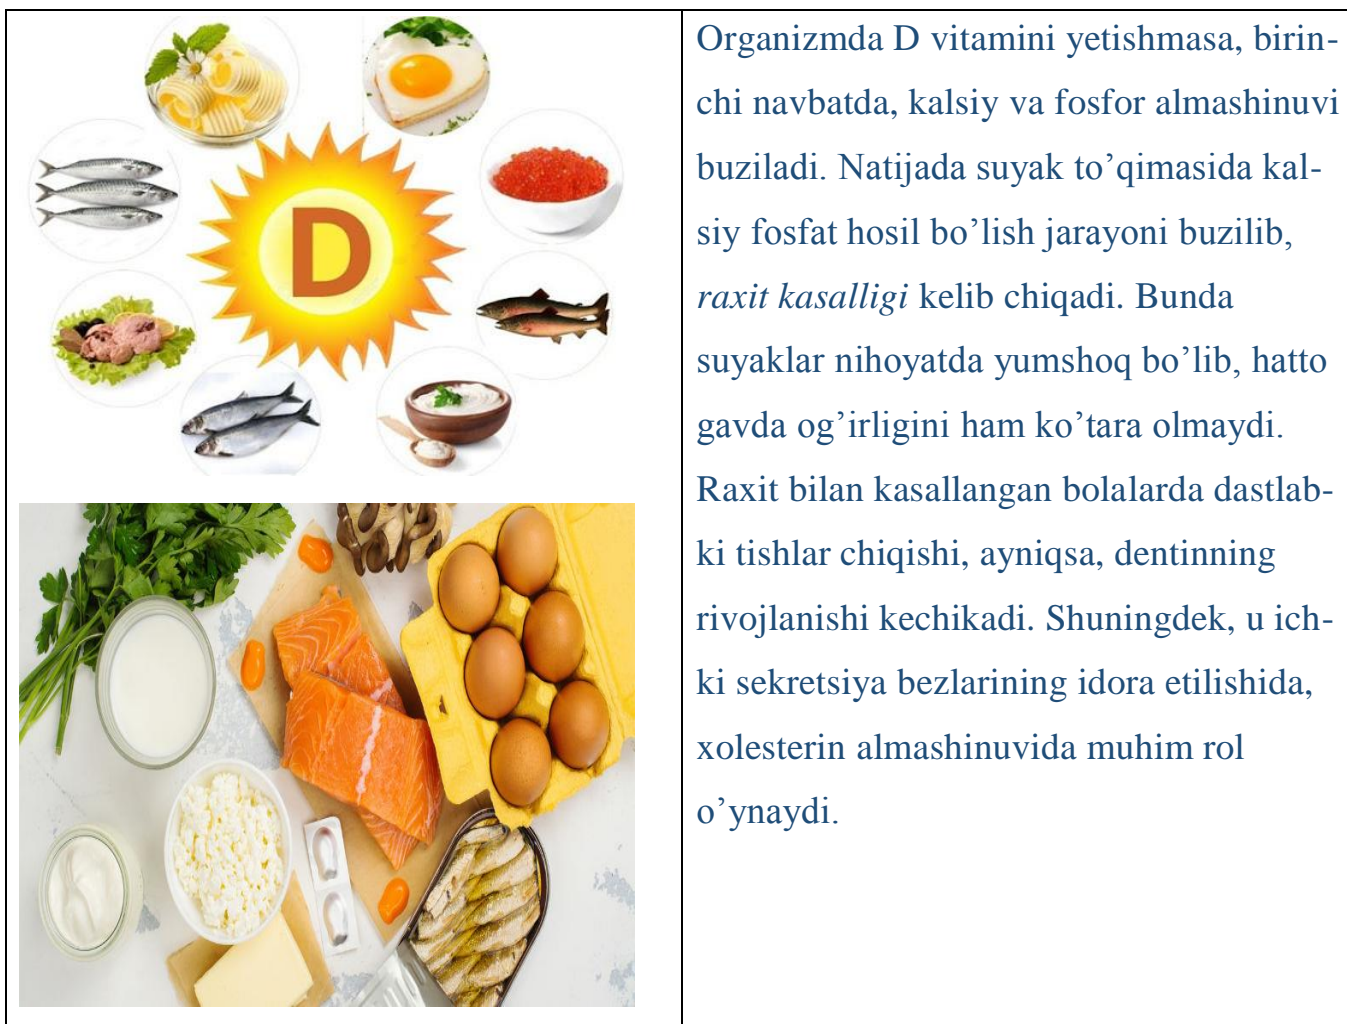 D
Organizmda D vitamini yetishmasa, birin-
chi navbatda, kalsiy va fosfor almashinuvi
buziladi. Natijada suyak to’qimasida kal-
siy fosfat hosil bo’lish jarayoni buzilib,
raxit kasalligi kelib chiqadi. Bunda
suyaklar nihoyatda yumshoq bo’lib, hatto
gavda og’irligini ham ko’tara olmaydi.
Raxit bilan kasallangan bolalarda dastlab-
ki tishlar chiqishi, ayniqsa, dentinning
rivojlanishi kechikadi. Shuningdek, u ich-
ki sekretsiya bezlarining idora etilishida,
xolesterin almashinuvida muhim rol
o’ynaydi.